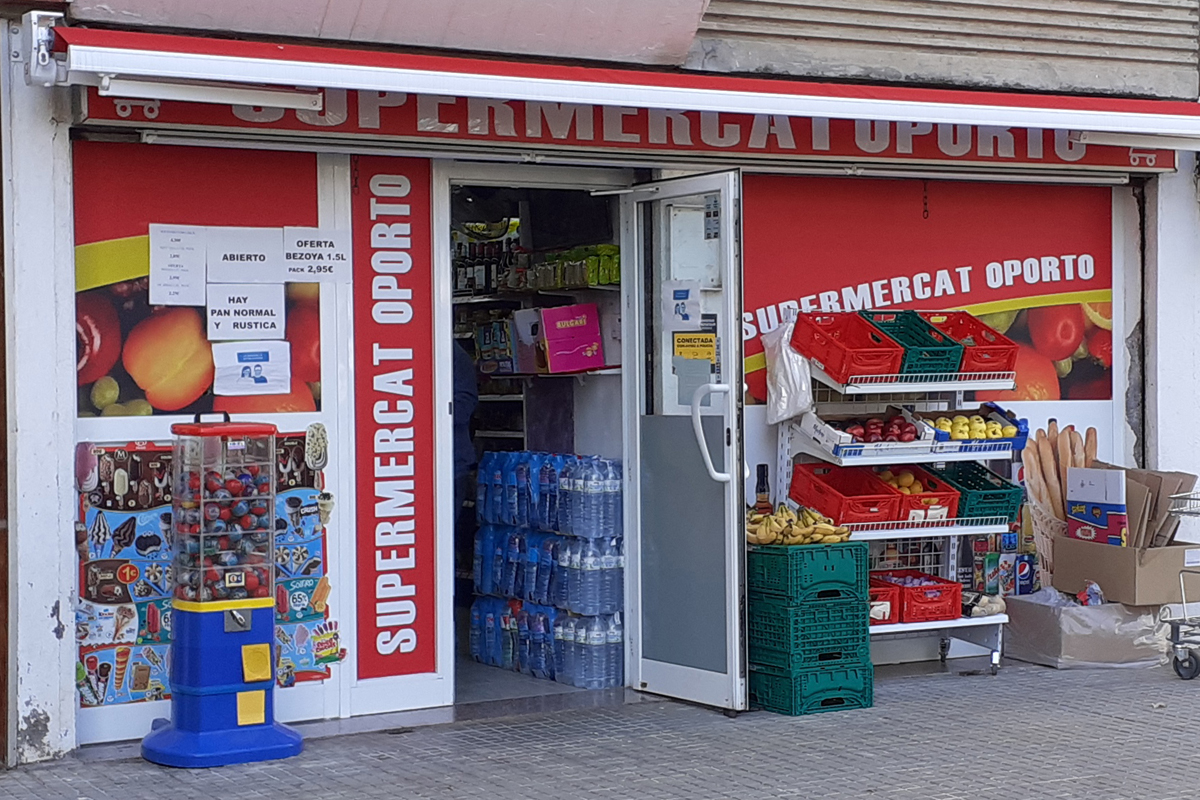 SUPERMERCAT OPORTO
ABIERTO
OFERTA
BEZOYA 1.5L
PACK 2,95€
HAY
PAN NORMAL
Y RUSTICA
SUPERMERCAT OPORTO
SUPERMERCAT OPORTO
BULGARI
CONECTADA
1€
65
pepsi